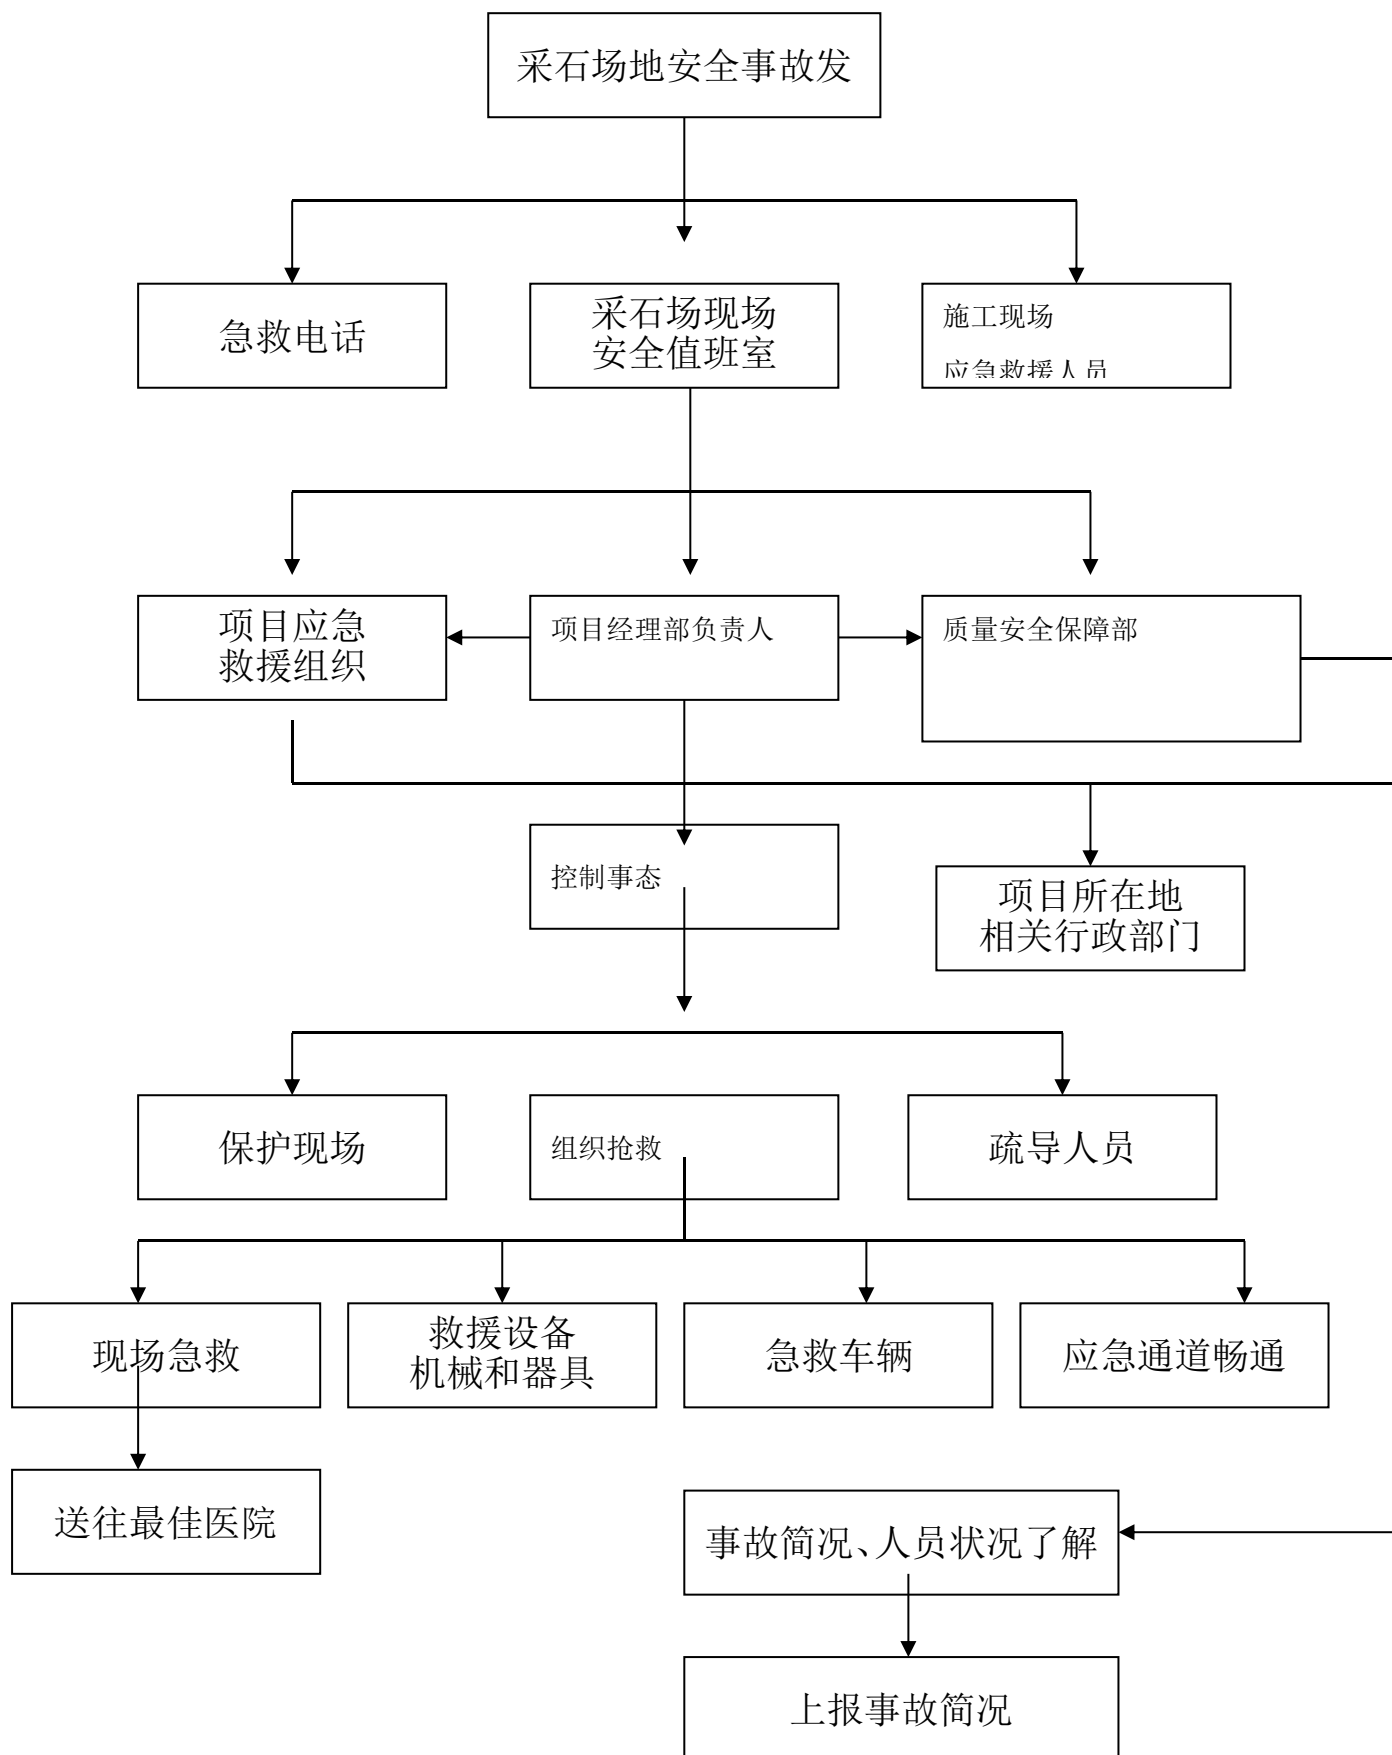 采石场地安全事故发
急救电话
采石场现场
安全值班室
施工现场
应急救援人员
项目应急
救援组织
项目经理部负责人
质量安全保障部
控制事态
项目所在地
相关行政部门
保护现场
组织抢救
疏导人员
现场急救
救援设备
机械和器具
急救车辆
应急通道畅通
送往最佳医院
事故简况、人员状况了解
上报事故简况